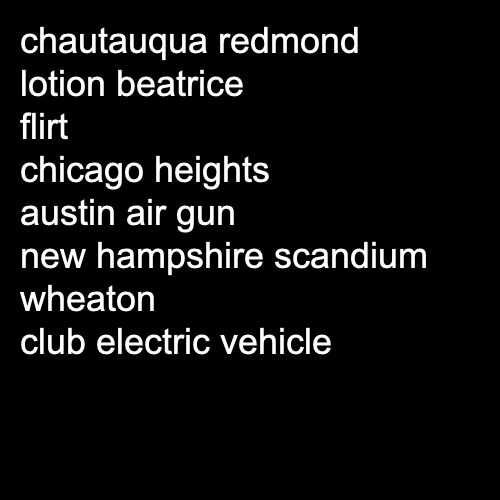 chautauqua redmond
lotion beatrice
flirt
chicago heights
austin air gun
new hampshire scandium
wheaton
club electric vehicle